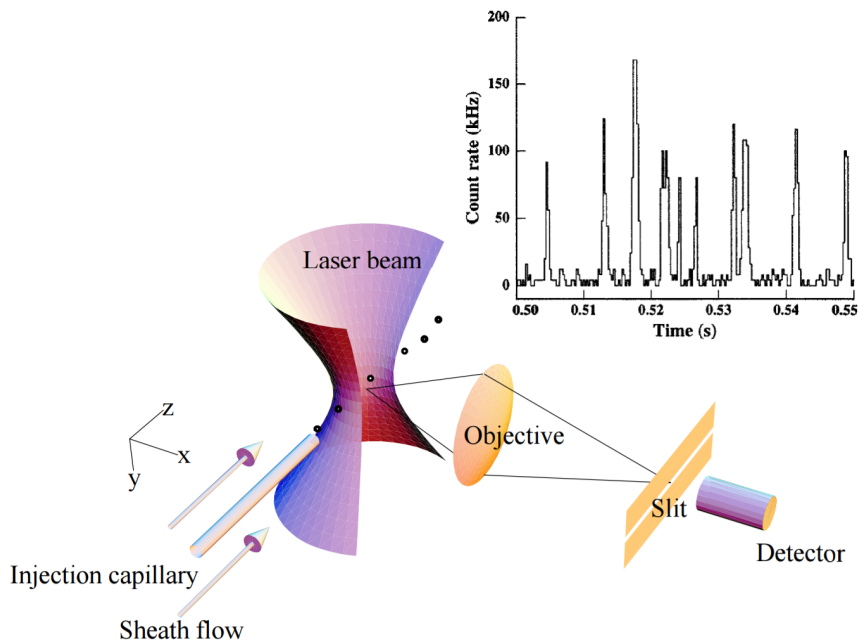 200
150
100
50
0
Count rate (kHz)
0.50 0.51 0.52 0.53 0.54 0.55
Time (s)
Laser beam
z
x
y
Objective
Slit
Detector
Injection capillary
Sheath flow